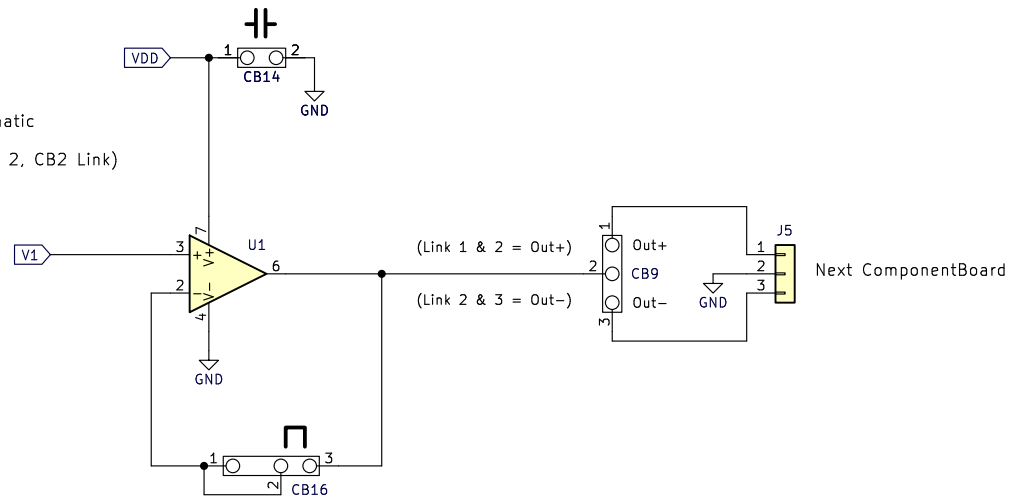 VDD
1
2
CB14
GND
2, CB2 Link)
V1
3
+
7
V+
U1
6
2
−
V−
4
GND
(Link 1 & 2 = Out+)
(Link 2 & 3 = Out−)
1
Out+
2
CB9
Out−
3
J5
1
2
3
GND
Next ComponentBoard
1
2
3
CB16